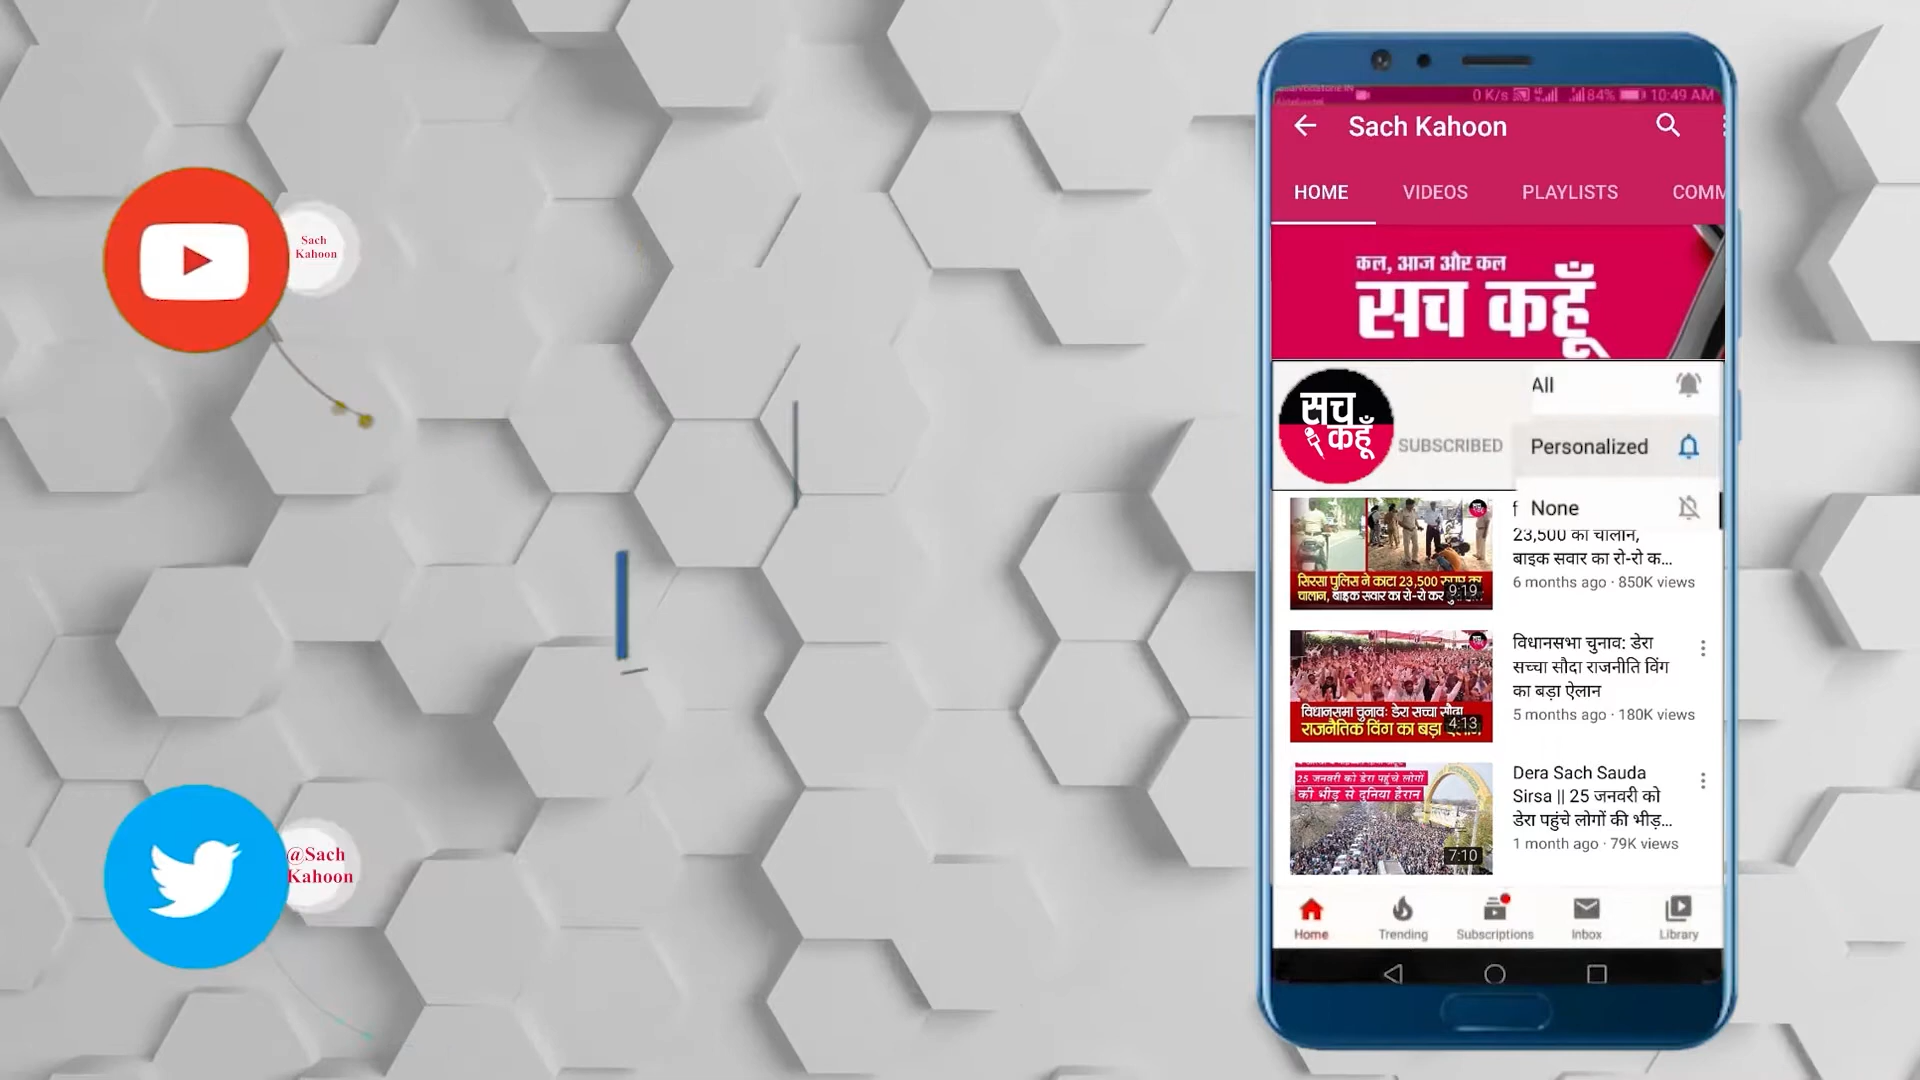 Sach
Kahoon
@Sach
Kahoon
0 K/s 84% 10:49 AM
Sach Kahoon
HOME VIDEOS PLAYLISTS COMM
कल, आज और कल
सच कहूँ
सच
कहूँ
SUBSCRIBED
All
Personalized
None
सिरसा पुलिस ने काटा 23,500
चालान, बाइक सवार का रो-रो कर
9:19
23,500 का चालान,
बाइक सवार का रो-रो क...
6 months ago · 850K views
विधानसभा चुनाव: डेरा सच्चा सौदा
राजनैतिक विंग का बड़ा
4:13
विधानसभा चुनाव: डेरा
सच्चा सौदा राजनीति विंग
का बड़ा ऐलान
5 months ago · 180K views
25 जनवरी को डेरा पहुंचे लोगों
की भीड़ से दुनिया हैरान
7:10
Dera Sach Sauda
Sirsa || 25 जनवरी को
डेरा पहुंचे लोगों की भीड़...
1 month ago · 79K views
Home Trending Subscriptions Inbox Library